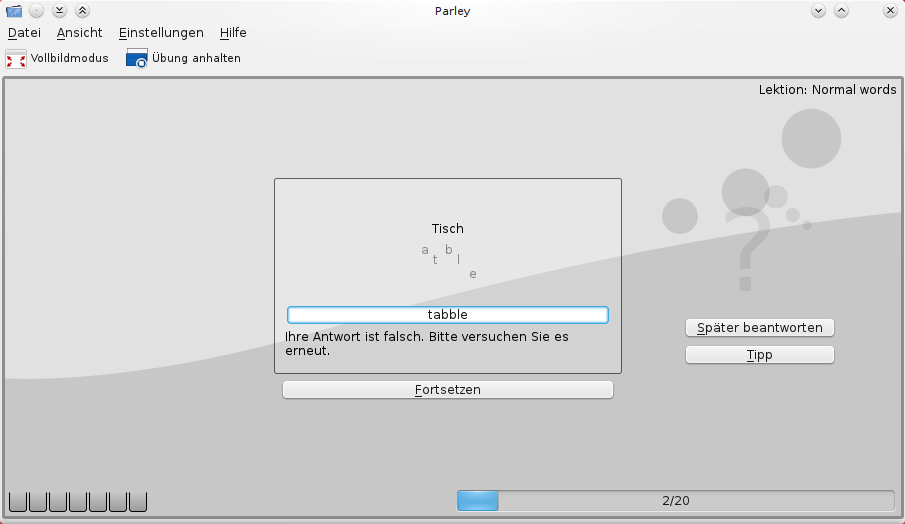 Parley
Datei Ansicht Einstellungen Hilfe
Vollbildmodus Übung anhalten
Lektion: Normal words
Tisch
a t b l e
tabble
Ihre Antwort ist falsch. Bitte versuchen Sie es
erneut.
Fortsetzen
?
Später beantworten
Tipp
2/20